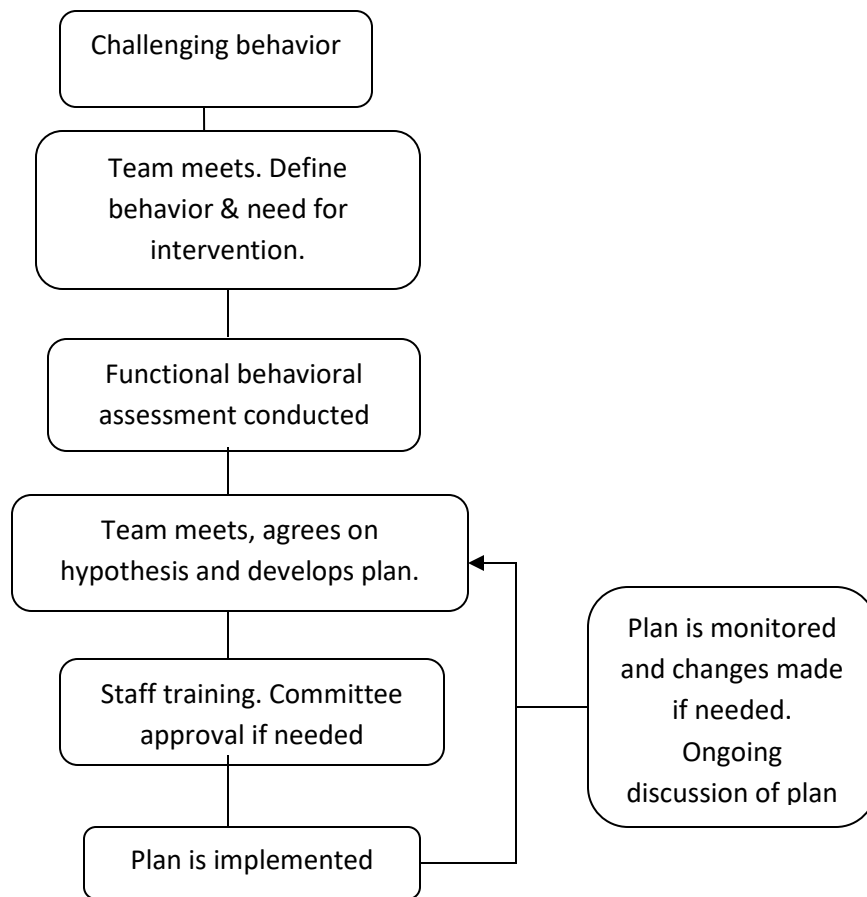 Challenging behavior
Team meets. Define
behavior & need for
intervention.
Functional behavioral
assessment conducted
Team meets, agrees on
hypothesis and develops plan.
Staff training. Committee
approval if needed
Plan is implemented
Plan is monitored
and changes made
if needed.
Ongoing
discussion of plan